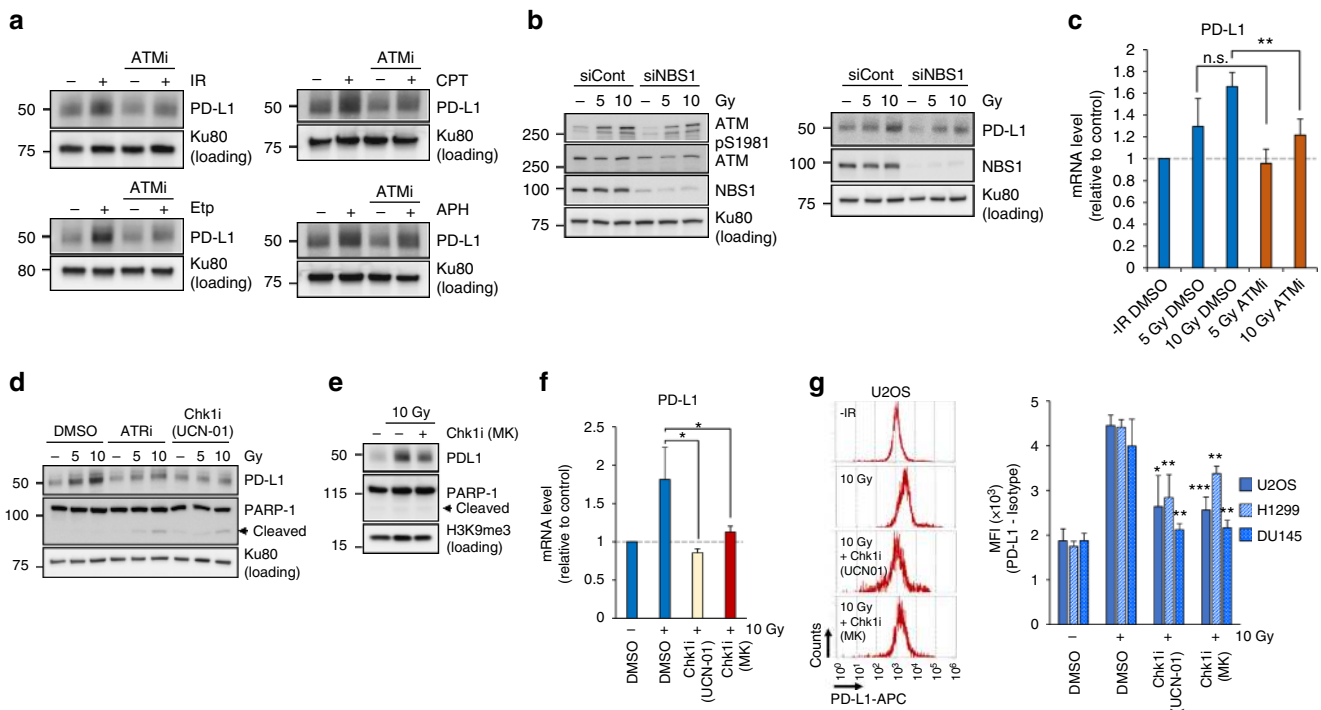 a
ATMi
– + – + IR
50 PD-L1
75 Ku80
(loading)
ATMi
– + – + CPT
50 PD-L1
75 Ku80
(loading)
ATMi
– + – + Etp
50 PD-L1
80 Ku80
(loading)
ATMi
– + – + APH
50 PD-L1
75 Ku80
(loading)
b
siCont siNBS1
– 5 10 – 5 10 Gy
250 ATM
pS1981
250 ATM
100 NBS1
75 Ku80
(loading)
siCont siNBS1
– 5 10 – 5 10 Gy
50 PD-L1
100 NBS1
75 Ku80
(loading)
c
PD-L1
n.s. **
mRNA level
(relative to control)
2
1.8
1.6
1.4
1.2
1
0.8
0.6
0.4
0.2
0
-IR DMSO
5 Gy DMSO
10 Gy DMSO
5 Gy ATMi
10 Gy ATMi
d
DMSO ATRi Chk1i
(UCN-01)
– 5 10 – 5 10 – 5 10 Gy
50 PD-L1
100 PARP-1
Cleaved
75 Ku80
(loading)
e
10 Gy
– – + Chk1i (MK)
50 PDL1
115 PARP-1
Cleaved
15 H3K9me3
(loading)
f
PD-L1
* *
mRNA level
(relative to control)
2.5
2
1.5
1
0.5
0
– + + + 10 Gy
DMSO
DMSO
Chk1i
(UCN-01)
Chk1i
(MK)
g
U2OS
-IR
10 Gy
10 Gy
+ Chk1i
(UCN01)
10 Gy
+ Chk1i
(MK)
Counts
10⁰ 10¹ 10² 10³ 10⁴ 10⁵ 10⁶
PD-L1-APC
MFI (×10³)
(PD-L1 - Isotype)
5
4
3
2
1
0
* ** ** *** ** **
U2OS
H1299
DU145
– + + + 10 Gy
DMSO
DMSO
Chk1i
(UCN-01)
Chk1i
(MK)